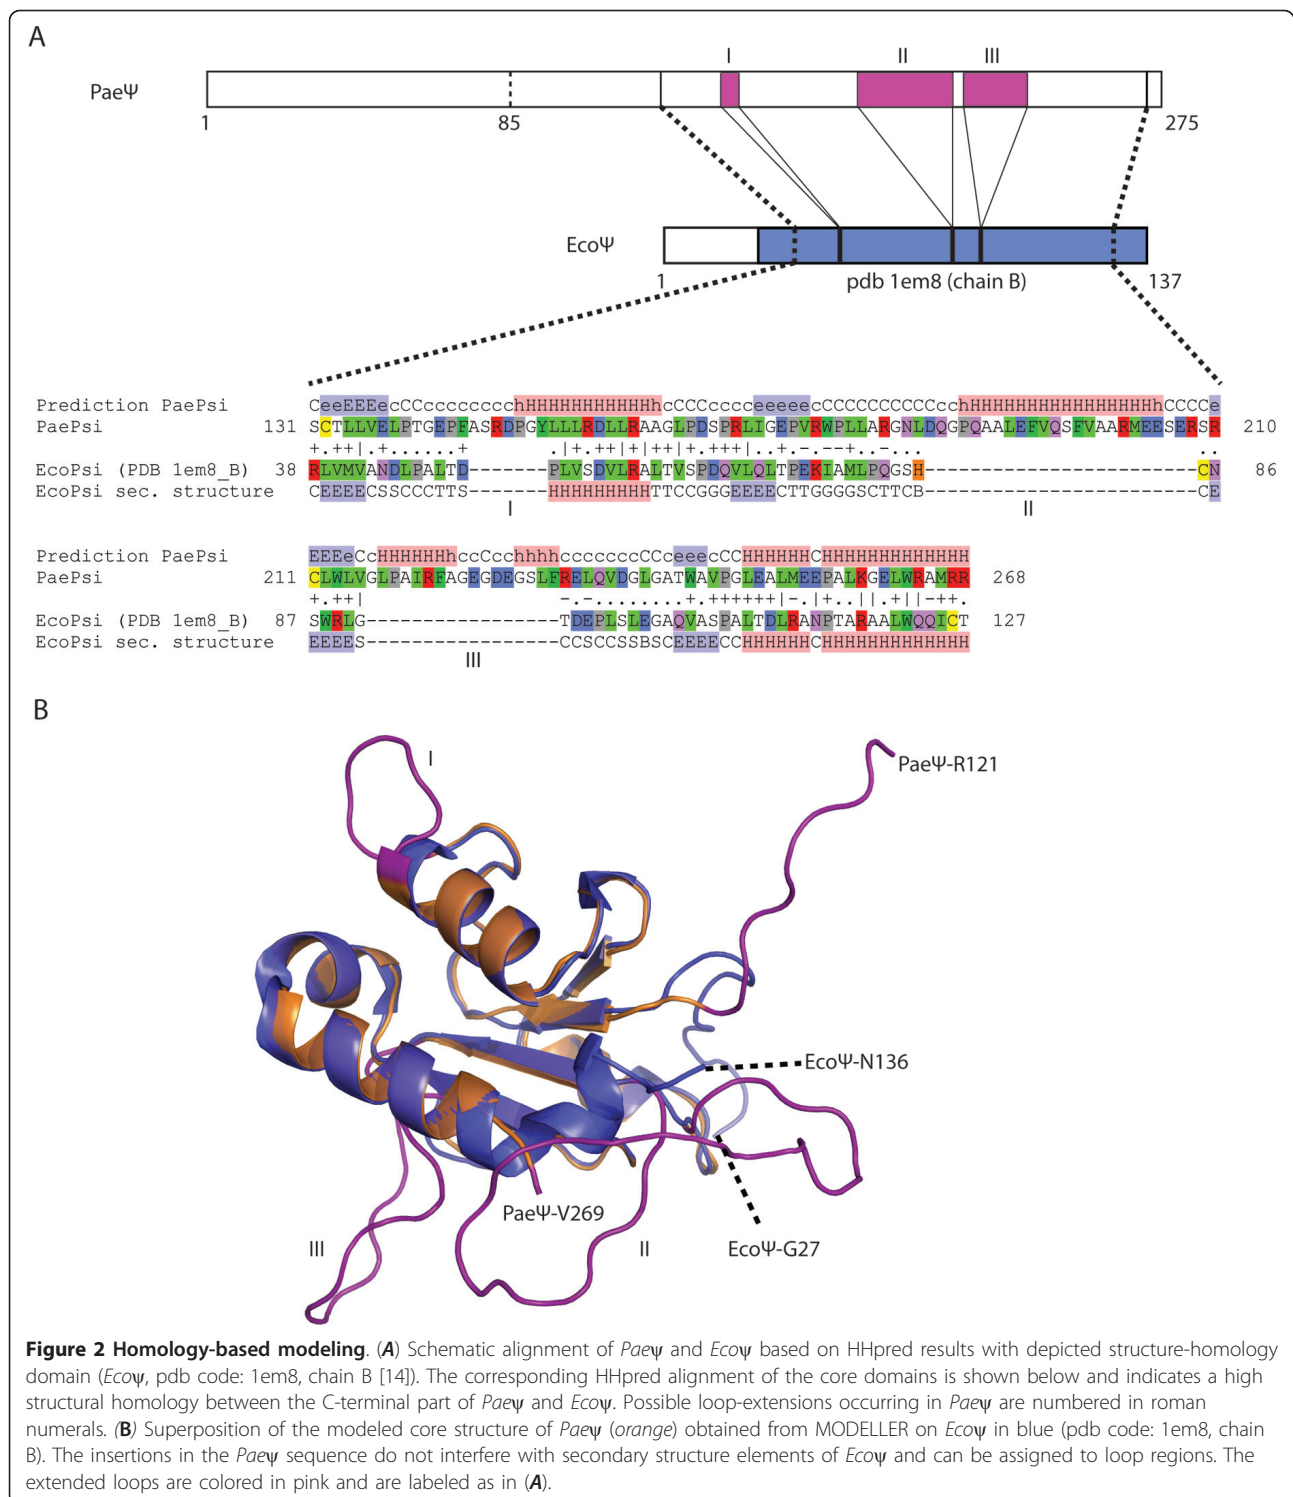 A
I II III
PaeΨ
1 85 275
EcoΨ
1 pdb 1em8 (chain B) 137
Prediction PaePsi CeeEEEecCCcccccccchHHHHHHHHHHHHhcCCCCcccceeeeecCCCCCCCCCCCcchHHHHHHHHHHHHHHHHhCCCCe
PaePsi 131 SCTLLVELPTGEPFASRDPGYLLLRDLLRAAGLPDSPRLIGEPVRWPLLARGNLDQGPQAALEFVQSFVAARMEESERSR 210
+.++|.+.......+ .|+++|+|++|+++|++.++.+-.-...-... ..
EcoPsi (PDB 1em8_B) 38 RLVMVANDLPALTD-------PLVSDVLRALTVSPDQVLQLTPEKIAMLPQGSH------------------------CN 86
EcoPsi sec. structure CEEEECSSCCCTTS-------HHHHHHHHHTTCCGGGEEEECTTGGGGSCTTCB------------------------CE
I II
Prediction PaePsi EEEeCcHHHHHHhccCcchhhhcccccccCCceeecCCHHHHHHCHHHHHHHHHHHHH
PaePsi 211 CLWLVGLPAIRFAGEGDEGSLFRELQVDGLGATWAVPGLEALMEEPALKGELWRAMRR 268
+.++| -.-........+.++++++|-|+..||.+||-++.
EcoPsi (PDB 1em8_B) 87 SWRLG-----------------TDEPLSLEGAQVASPALTDLRANPTARAALWQQICT 127
EcoPsi sec. structure EEEES-----------------CCSCCSSBSCEEEECCHHHHHHCHHHHHHHHHHHHH
III
B
I
PaeΨ-R121
EcoΨ-N136
PaeΨ-V269
III II
EcoΨ-G27
Figure 2 Homology-based modeling. (A) Schematic alignment of Paeψ and Ecoψ based on HHpred results with depicted structure-homology
domain (Ecoψ, pdb code: 1em8, chain B [14]). The corresponding HHpred alignment of the core domains is shown below and indicates a high
structural homology between the C-terminal part of Paeψ and Ecoψ. Possible loop-extensions occurring in Paeψ are numbered in roman
numerals. (B) Superposition of the modeled core structure of Paeψ (orange) obtained from MODELLER on Ecoψ in blue (pdb code: 1em8, chain
B). The insertions in the Paeψ sequence do not interfere with secondary structure elements of Ecoψ and can be assigned to loop regions. The
extended loops are colored in pink and are labeled as in (A).